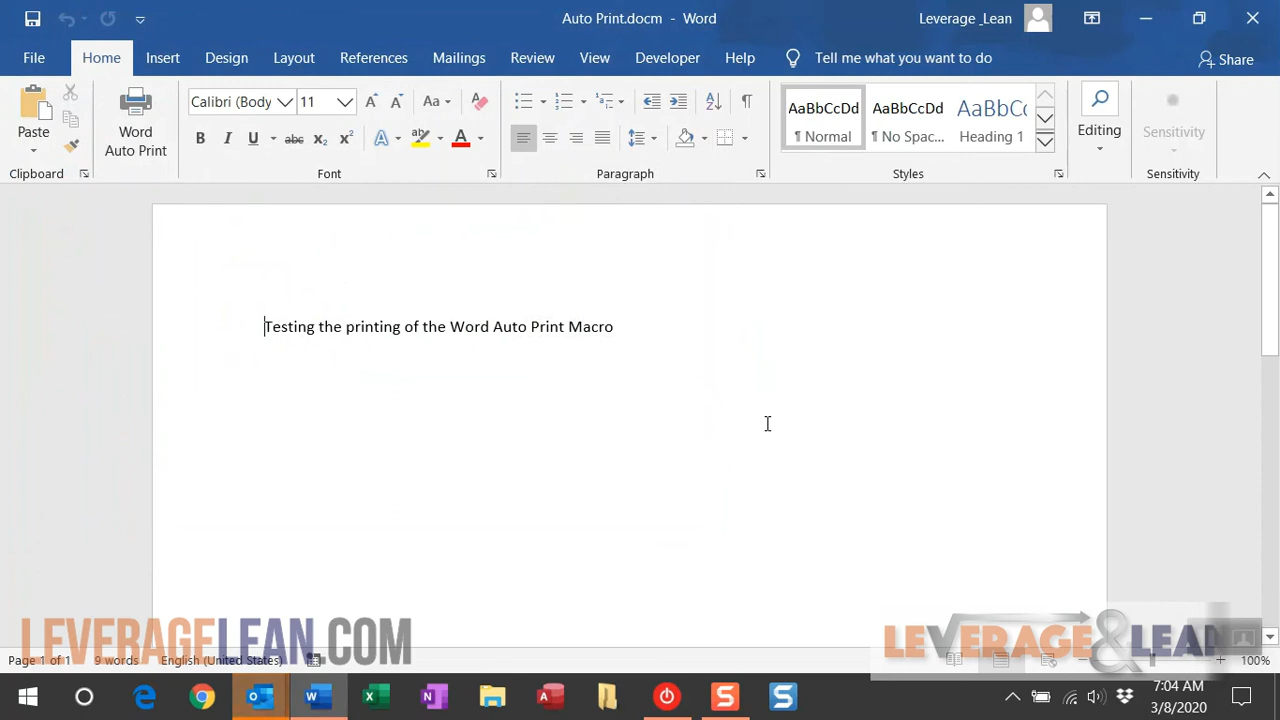 Auto Print.docm - Word
Leverage _Lean
File Home Insert Design Layout References Mailings Review View Developer Help Tell me what you want to do Share
Calibri (Body 11 Aa
AaBbCcDd AaBbCcDd AaBbCc
Paste Word Auto Print B I U abc x₂ x² A A ¶ Normal ¶ No Spac... Heading 1 Editing Sensitivity
Clipboard Font Paragraph Styles Sensitivity
Testing the printing of the Word Auto Print Macro
LEVERAGELEAN.COM
LEVERAGE&LEAN
Page 1 of 1 9 words English (United States) 100%
7:04 AM
3/8/2020